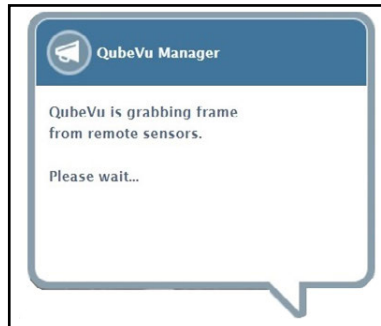 QubeVu Manager
QubeVu is grabbing frame
from remote sensors.
Please wait...